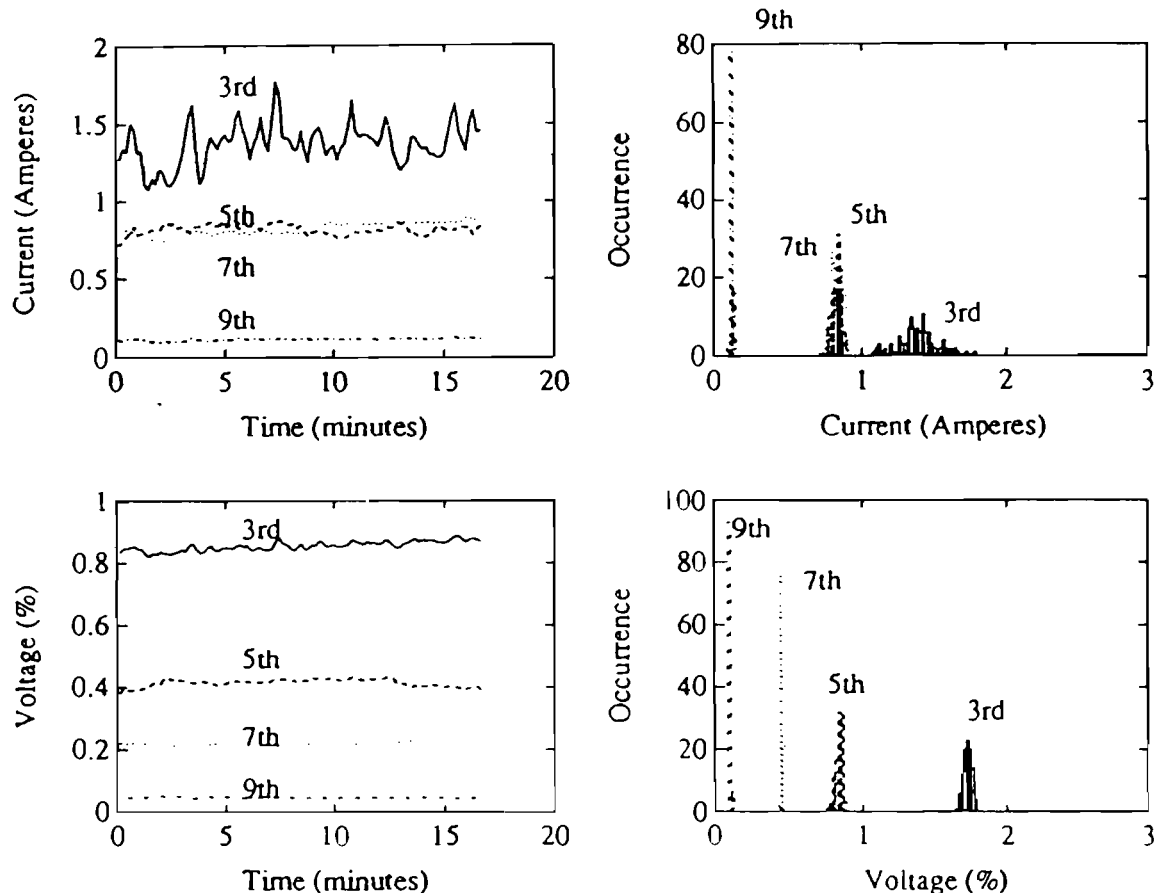 2
1.5
1
0.5
0
Current (Amperes)
3rd
5th
7th
9th
0 5 10 15 20
Time (minutes)
9th
80
60
40
20
0
Occurrence
7th
5th
3rd
0 1 2 3
Current (Amperes)
1
0.8
0.6
0.4
0.2
0
Voltage (%)
3rd
5th
7th
9th
0 5 10 15 20
Time (minutes)
100
80
60
40
20
0
Occurrence
9th
7th
5th
3rd
0 1 2 3
Voltage (%)